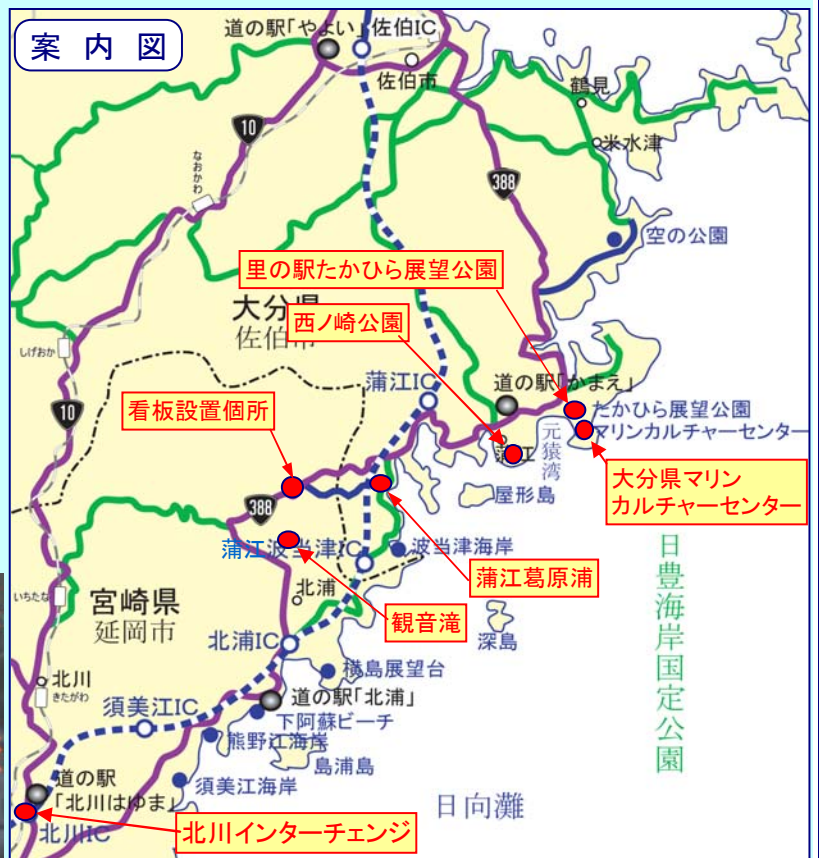 案内図
道の駅「やよい」
佐伯IC
佐伯市
鶴見
米水津
10
388
なおかわ
空の公園
里の駅たかひら展望公園
大分県
佐伯市
西ノ崎公園
しげおか
蒲江IC
道の駅「かまえ」
10
看板設置個所
たかひら展望公園
マリンカルチャーセンター
蒲江
元猿湾
大分県マリン
カルチャーセンター
屋形島
388
蒲江波当津IC
波当津海岸
蒲江葛原浦
日豊海岸国定公園
いちたな
宮崎県
延岡市
北浦
観音滝
深島
北浦IC
北川
きたがわ
横島展望台
須美江IC
道の駅「北浦」
下阿蘇ビーチ
熊野江海岸
島浦島
道の駅
「北川はゆま」
須美江海岸
日向灘
北川IC
北川インターチェンジ